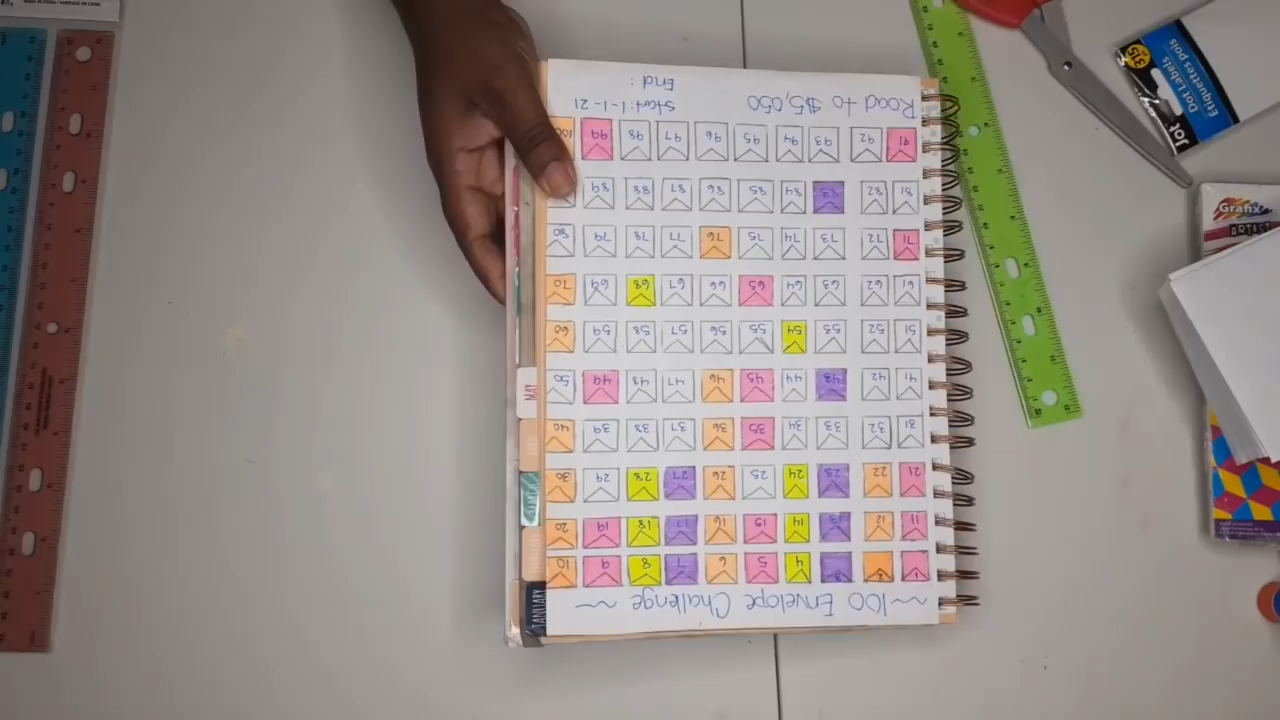 ~100 Envelope Challenge~
1 2 3 4 5 6 7 8 9 10
11 12 13 14 15 16 17 18 19 20
21 22 23 24 25 26 27 28 29 30
31 32 33 34 35 36 37 38 39 40
41 42 43 44 45 46 47 48 49 50
51 52 53 54 55 56 57 58 59 60
61 62 63 64 65 66 67 68 69 70
71 72 73 74 75 76 77 78 79 80
81 82 83 84 85 86 87 88 89
91 92 93 94 95 96 97 98 99 100
Road to $5,050
Start: 1-1-21
End:
JANUARY
MAY
315
Dot Labels
Étiquettes pois
Jot
Grafix
ARTIST